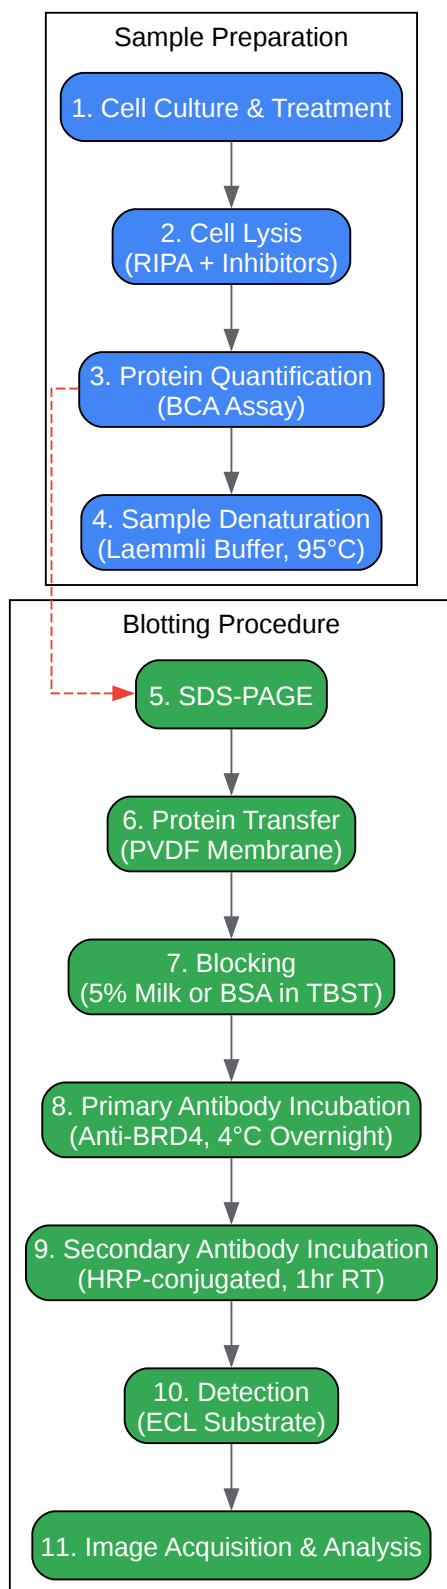 Sample Preparation
1. Cell Culture & Treatment
2. Cell Lysis
(RIPA + Inhibitors)
3. Protein Quantification
(BCA Assay)
4. Sample Denaturation
(Laemmli Buffer, 95°C)
Blotting Procedure
5. SDS-PAGE
6. Protein Transfer
(PVDF Membrane)
7. Blocking
(5% Milk or BSA in TBST)
8. Primary Antibody Incubation
(Anti-BRD4, 4°C Overnight)
9. Secondary Antibody Incubation
(HRP-conjugated, 1hr RT)
10. Detection
(ECL Substrate)
11. Image Acquisition & Analysis